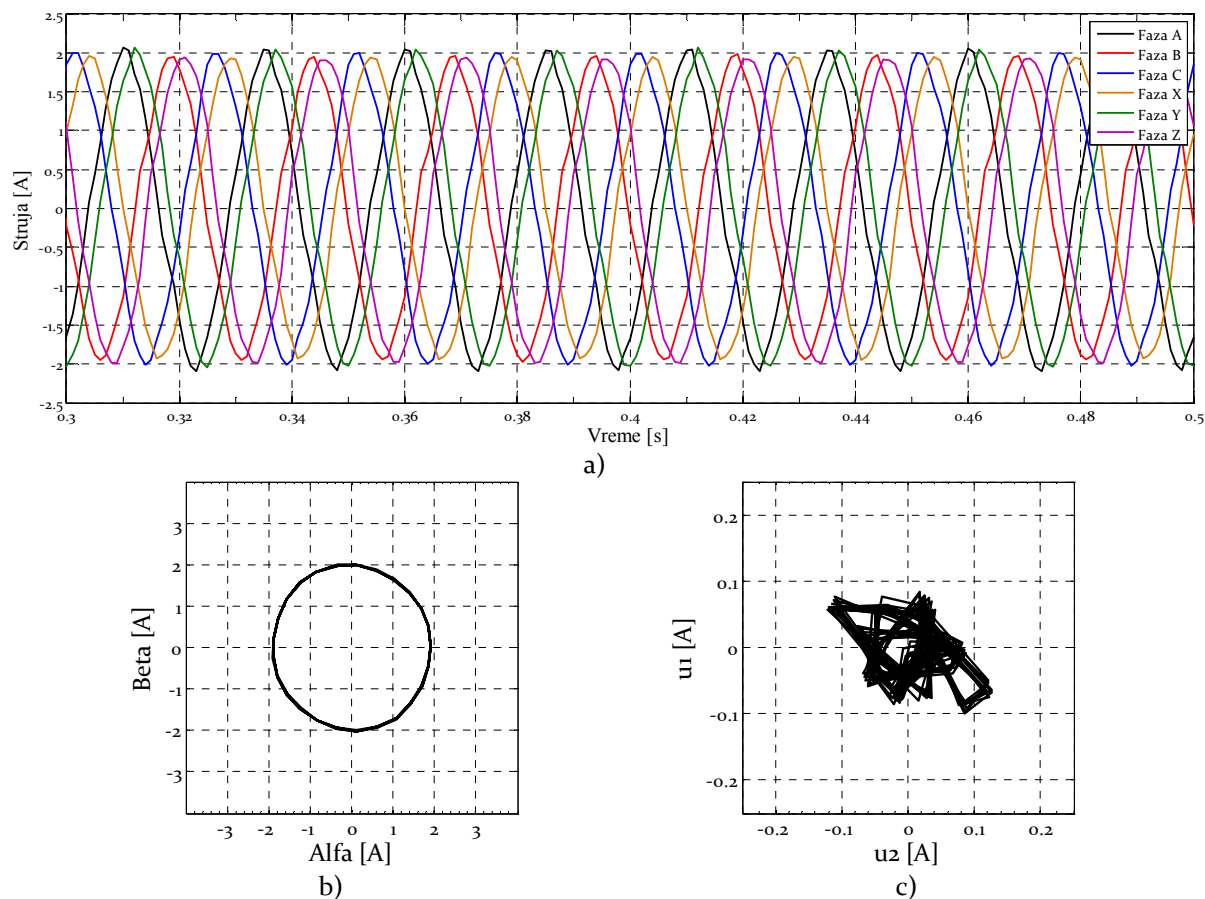 2.5
2
1.5
1
0.5
0
-0.5
-1
-1.5
-2
-2.5
Struja [A]
Faza A
Faza B
Faza C
Faza X
Faza Y
Faza Z
0.3 0.32 0.34 0.36 0.38 0.4 0.42 0.44 0.46 0.48 0.5
Vreme [s]
a)
3
2
1
0
-1
-2
-3
Beta [A]
-3 -2 -1 0 1 2 3
Alfa [A]
b)
0.2
0.1
0
-0.1
-0.2
u1 [A]
-0.2 -0.1 0 0.1 0.2
u2 [A]
c)